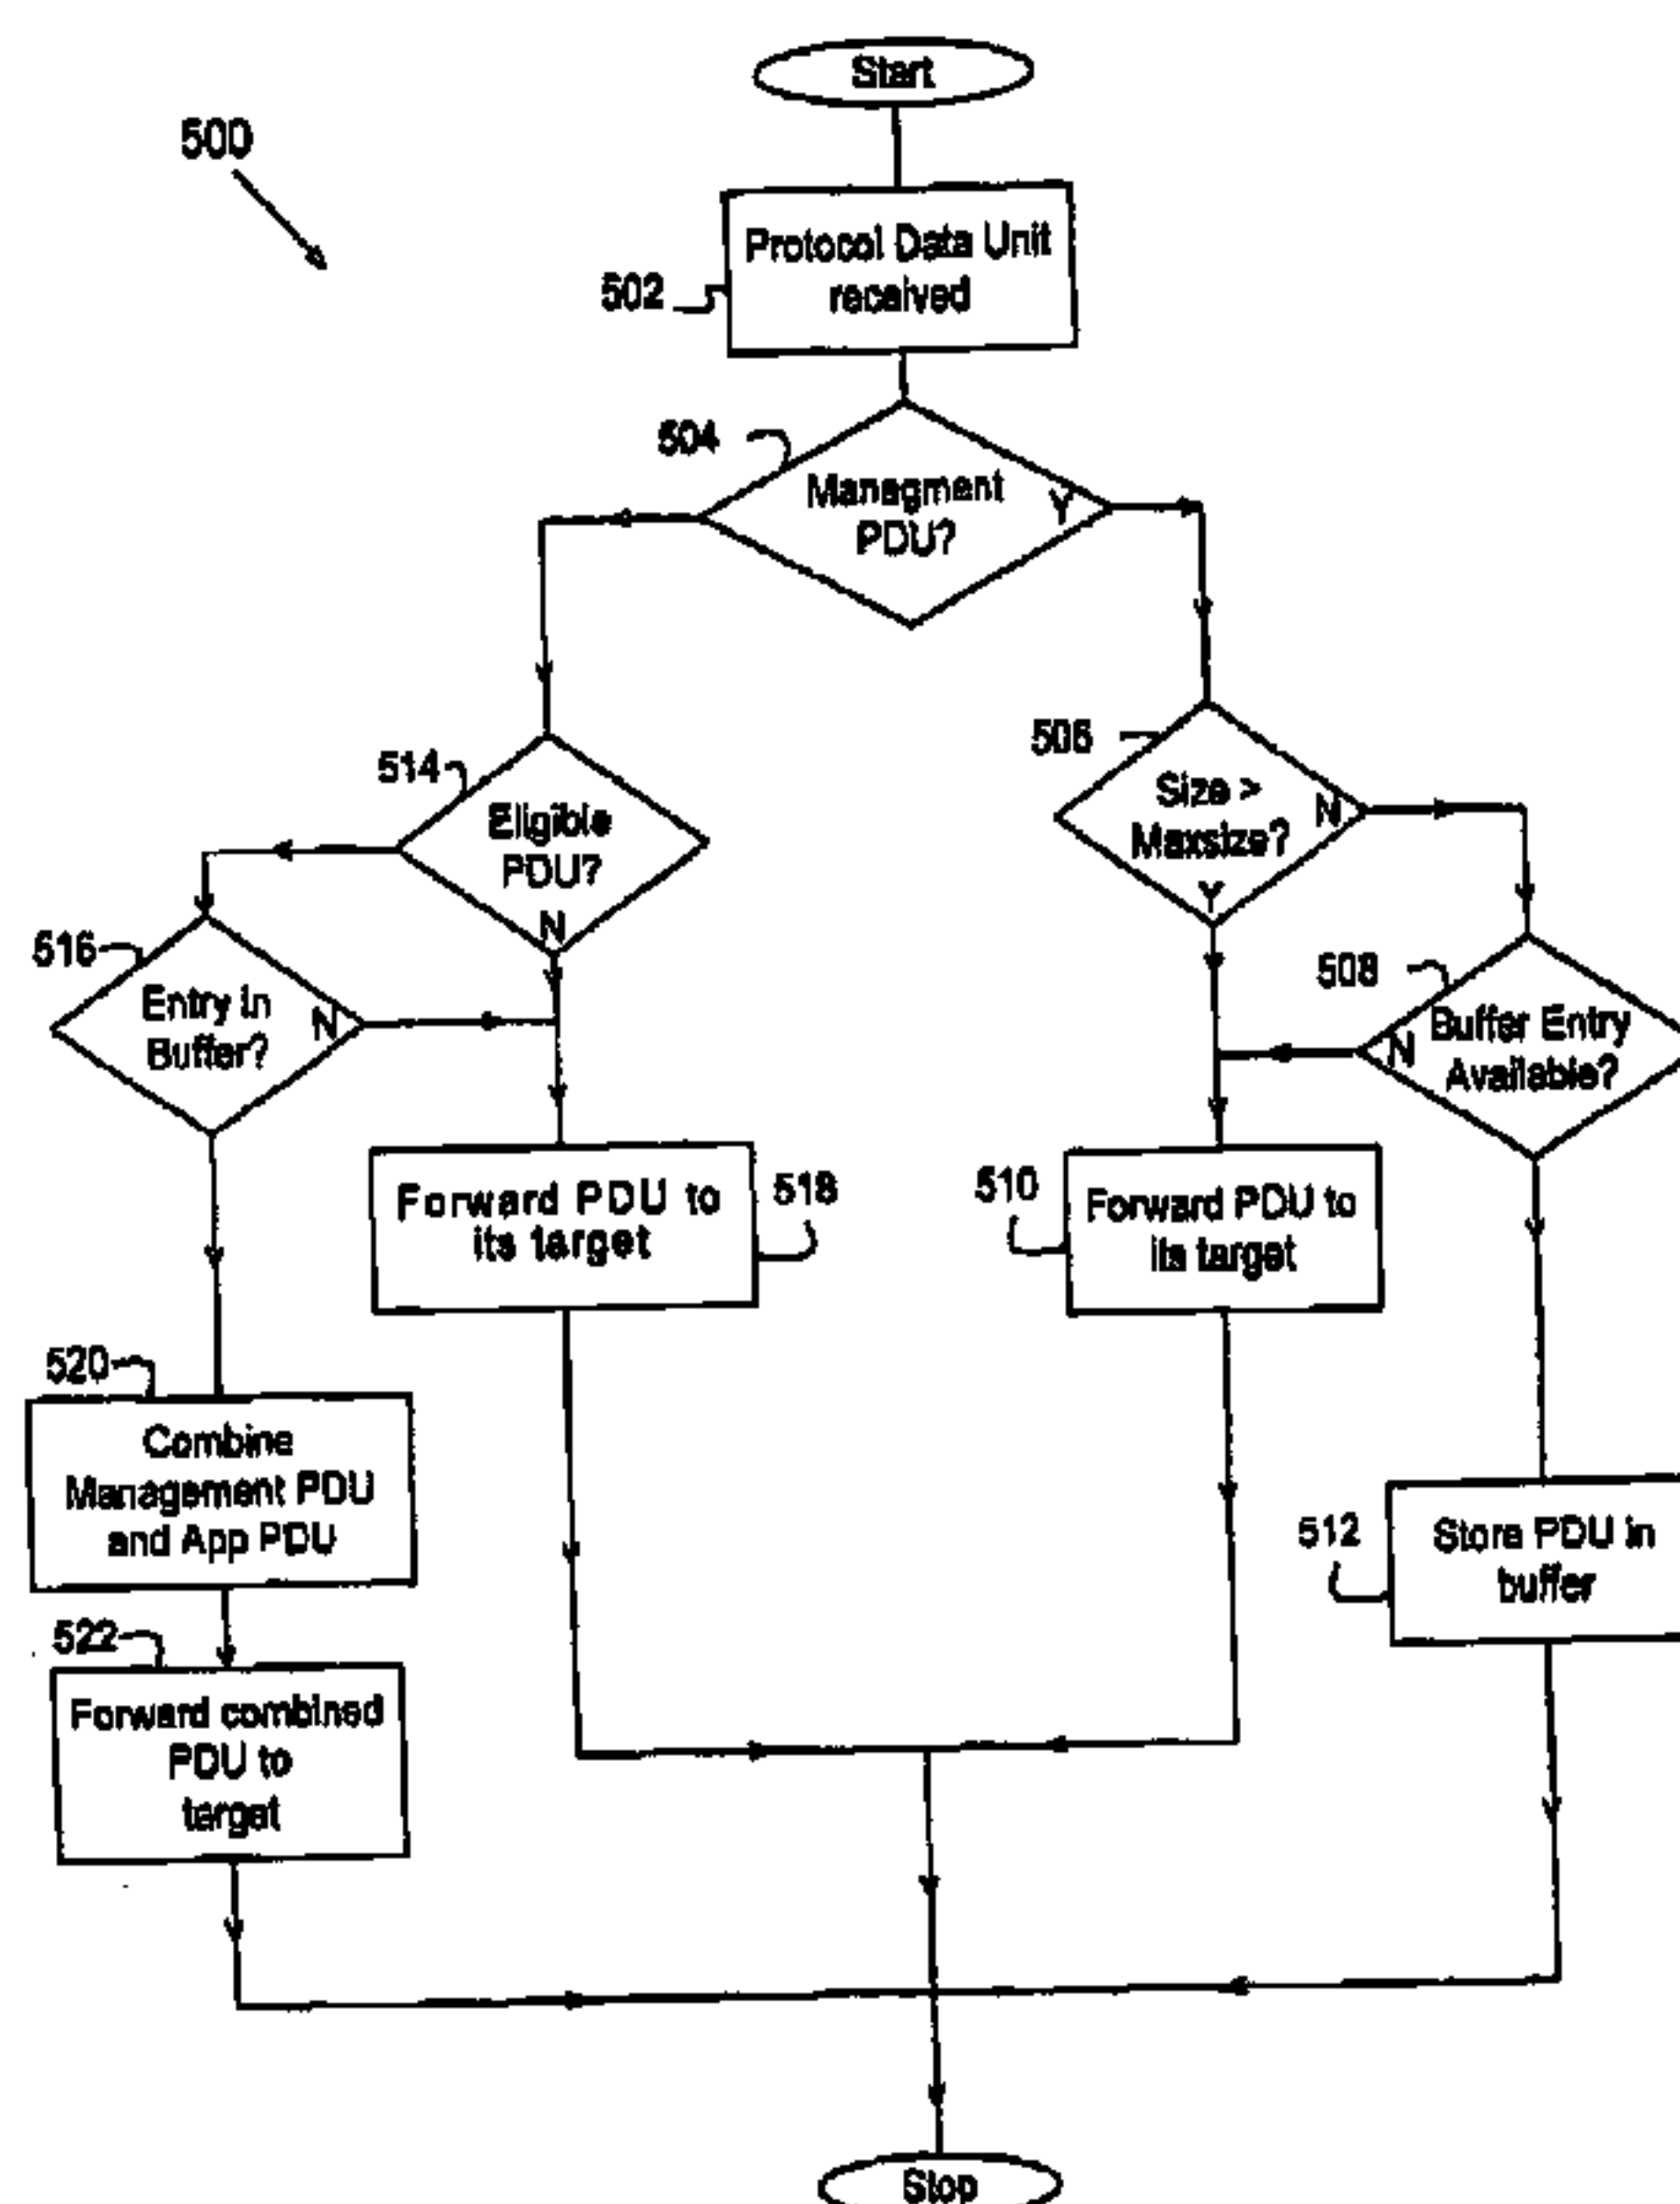 Start
500
Protocol Data Unit
received
502
504
Managment
PDU?
Y
514
Eligible
PDU?
N
506
Size >
Maxsize?
N
Y
516
Entry in
Buffer?
N
508
Buffer Entry
Available?
N
Forward PDU to
its target
518
510
Forward PDU to
its target
520
Combine
Management PDU
and App PDU
512
Store PDU in
buffer
522
Forward combined
PDU to
target
Stop